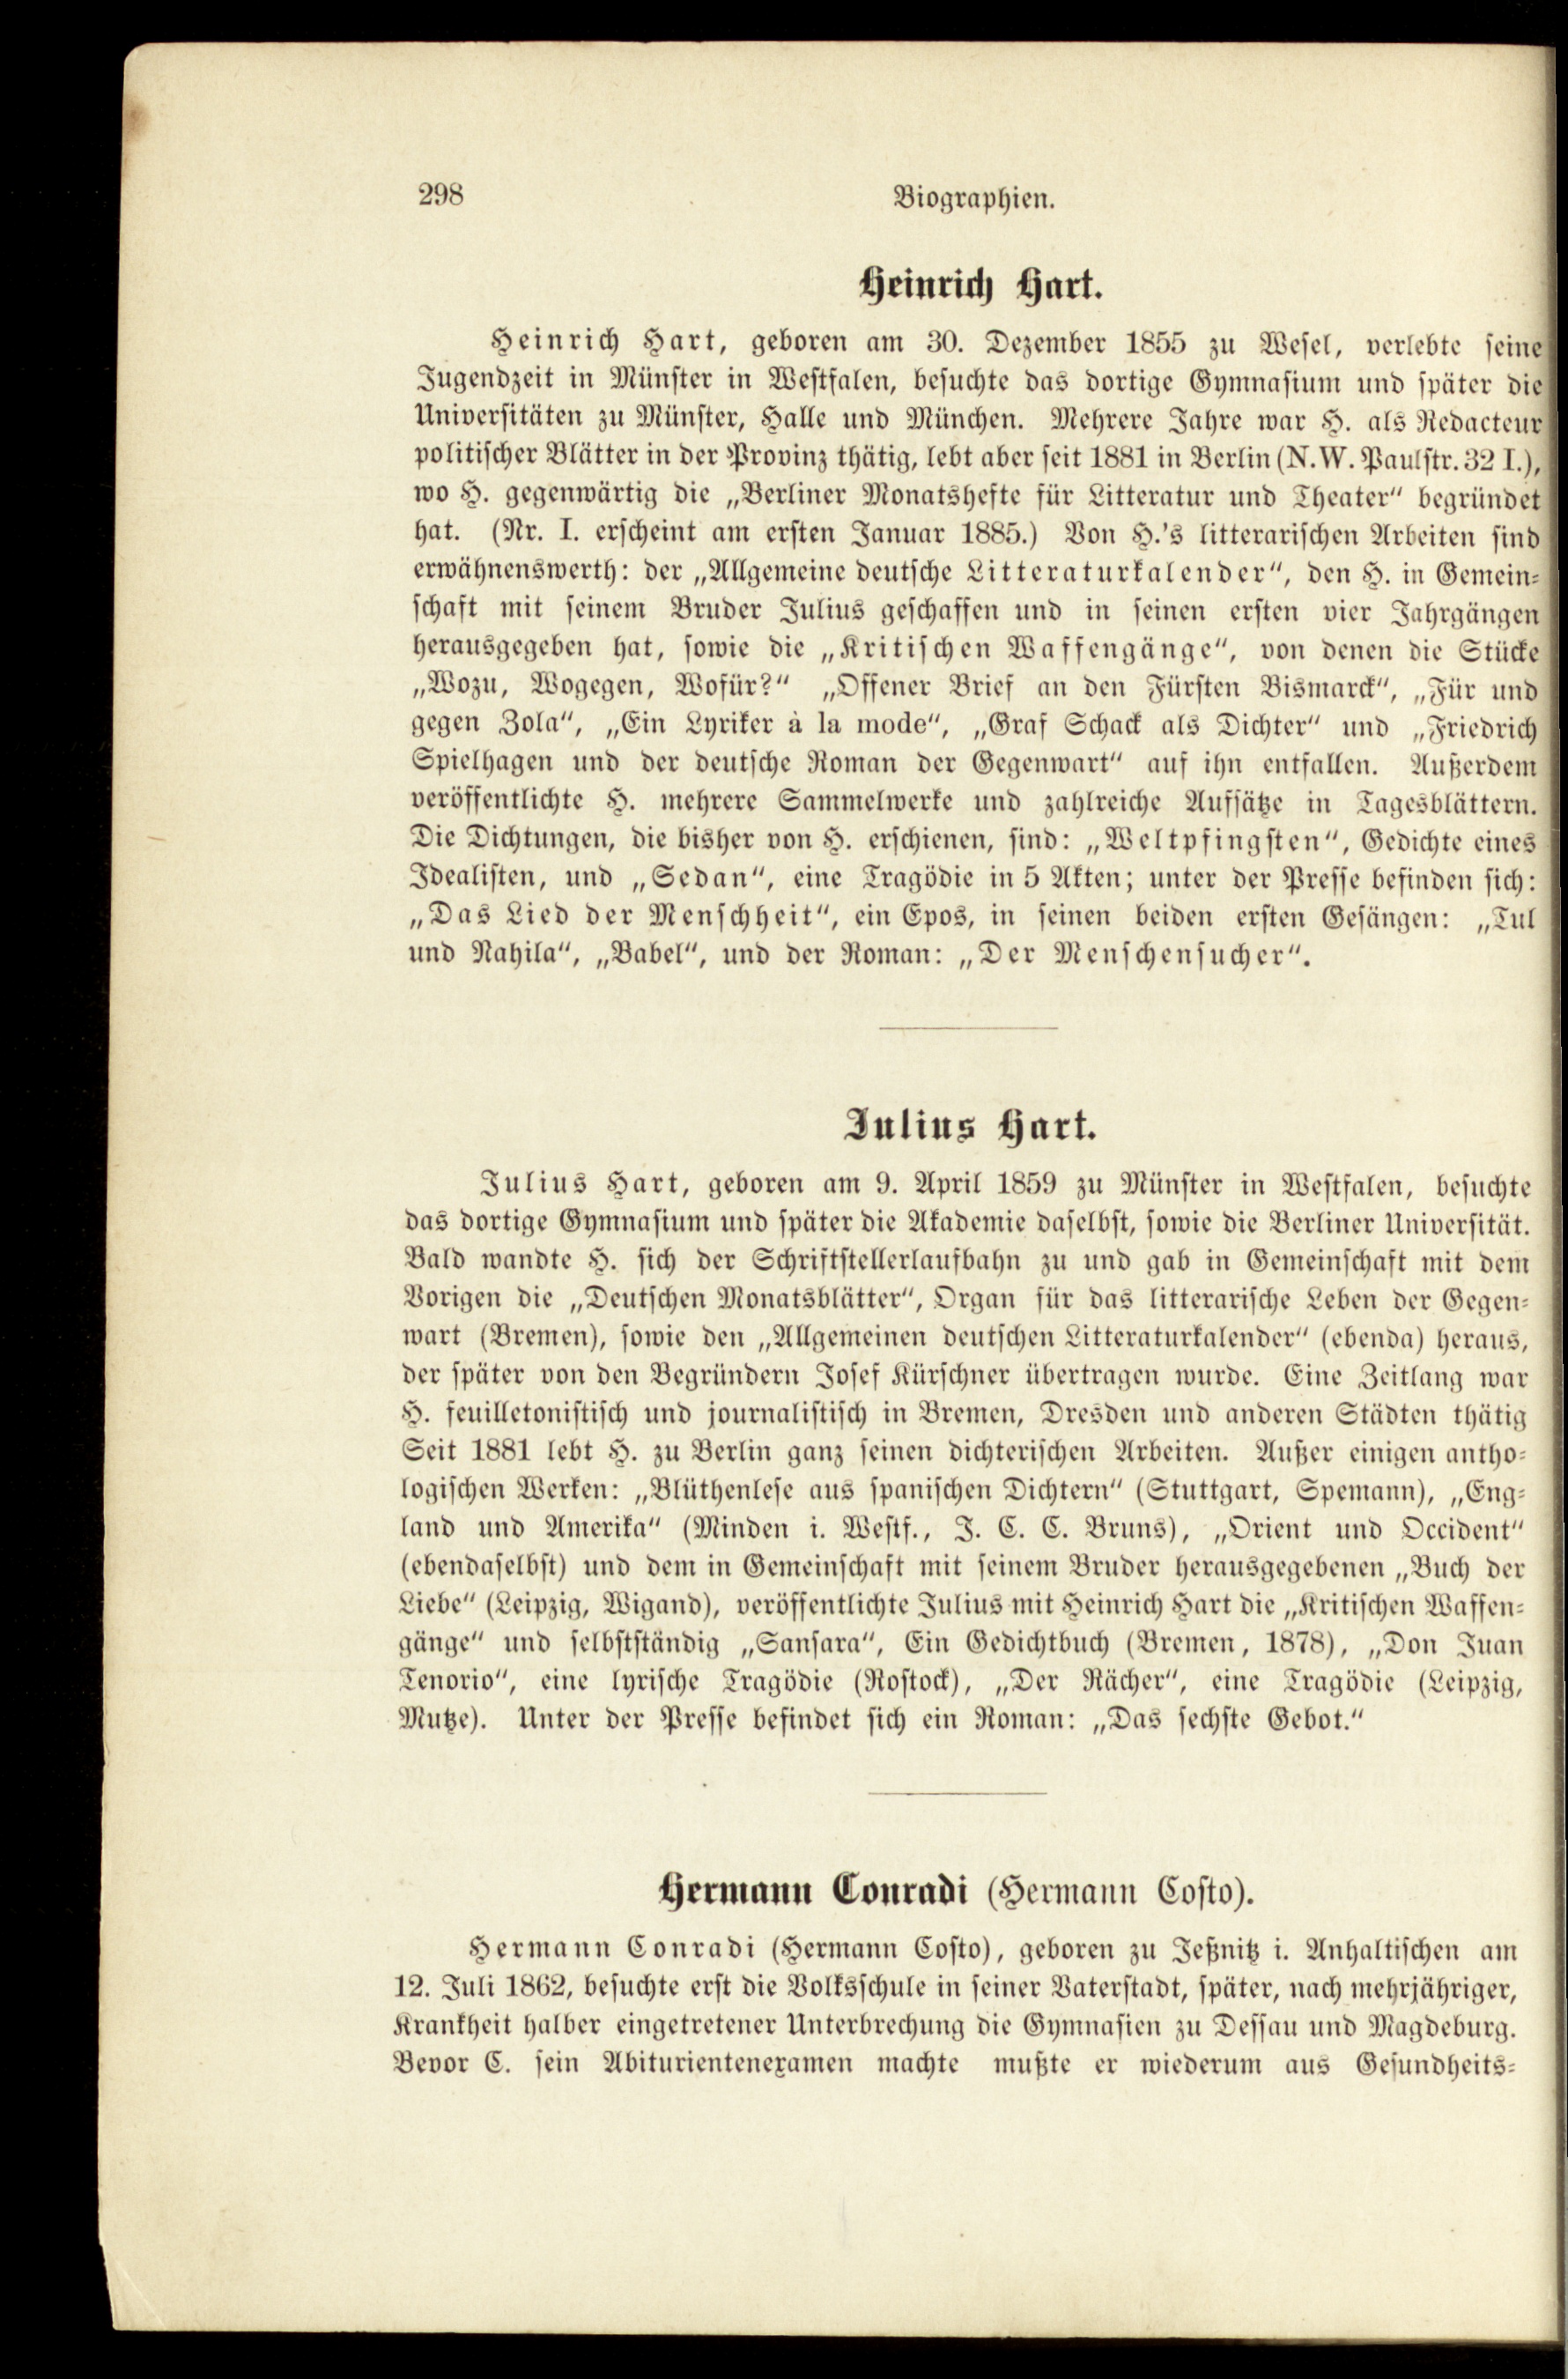 298
Biographien.
Heinrich Hart.
Heinrich Hart, geboren am 30. Dezember 1855 zu Wesel, verlebte seine
Jugendzeit in Münster in Westfalen, besuchte das dortige Gymnasium und später die
Universitäten zu Münster, Halle und München. Mehrere Jahre war H. als Redacteur
politischer Blätter in der Provinz thätig, lebt aber seit 1881 in Berlin (N. W. Paulstr. 32 I.),
wo H. gegenwärtig die „Berliner Monatshefte für Litteratur und Theater“ begründet
hat. (Nr. I. erscheint am ersten Januar 1885.) Von H.'s litterarischen Arbeiten sind
erwähnenswerth: der „Allgemeine deutsche Litteraturkalender“, den H. in Gemein-
schaft mit seinem Bruder Julius geschaffen und in seinen ersten vier Jahrgängen
herausgegeben hat, sowie die „Kritischen Waffengänge“, von denen die Stücke
„Wozu, Wogegen, Wofür?“ „Offener Brief an den Fürsten Bismarck“, „Für und
gegen Zola“, „Ein Lyriker à la mode“, „Graf Schack als Dichter“ und „Friedrich
Spielhagen und der deutsche Roman der Gegenwart“ auf ihn entfallen. Außerdem
veröffentlichte H. mehrere Sammelwerke und zahlreiche Aufsätze in Tagesblättern.
Die Dichtungen, die bisher von H. erschienen, sind: „Weltpfingsten“, Gedichte eines
Idealisten, und „Sedan“, eine Tragödie in 5 Akten; unter der Presse befinden sich:
„Das Lied der Menschheit“, ein Epos, in seinen beiden ersten Gesängen: „Tul
und Nahila“, „Babel“, und der Roman: „Der Menschensucher“.
Julius Hart.
Julius Hart, geboren am 9. April 1859 zu Münster in Westfalen, besuchte
das dortige Gymnasium und später die Akademie daselbst, sowie die Berliner Universität.
Bald wandte H. sich der Schriftstellerlaufbahn zu und gab in Gemeinschaft mit dem
Vorigen die „Deutschen Monatsblätter“, Organ für das litterarische Leben der Gegen-
wart (Bremen), sowie den „Allgemeinen deutschen Litteraturkalender“ (ebenda) heraus,
der später von den Begründern Josef Kürschner übertragen wurde. Eine Zeitlang war
H. feuilletonistisch und journalistisch in Bremen, Dresden und anderen Städten thätig
Seit 1881 lebt H. zu Berlin ganz seinen dichterischen Arbeiten. Außer einigen antho-
logischen Werken: „Blüthenlese aus spanischen Dichtern“ (Stuttgart, Spemann), „Eng-
land und Amerika“ (Minden i. Westf., J. C. C. Bruns), „Orient und Occident“
(ebendaselbst) und dem in Gemeinschaft mit seinem Bruder herausgegebenen „Buch der
Liebe“ (Leipzig, Wigand), veröffentlichte Julius mit Heinrich Hart die „Kritischen Waffen-
gänge“ und selbstständig „Sansara“, Ein Gedichtbuch (Bremen, 1878), „Don Juan
Tenorio“, eine lyrische Tragödie (Rostock), „Der Rächer“, eine Tragödie (Leipzig,
Mutze). Unter der Presse befindet sich ein Roman: „Das sechste Gebot.“
Hermann Conradi (Hermann Costo).
Hermann Conradi (Hermann Costo), geboren zu Jeßnitz i. Anhaltischen am
12. Juli 1862, besuchte erst die Volksschule in seiner Vaterstadt, später, nach mehrjähriger,
Krankheit halber eingetretener Unterbrechung die Gymnasien zu Dessau und Magdeburg.
Bevor C. sein Abiturientenexamen machte mußte er wiederum aus Gesundheits-